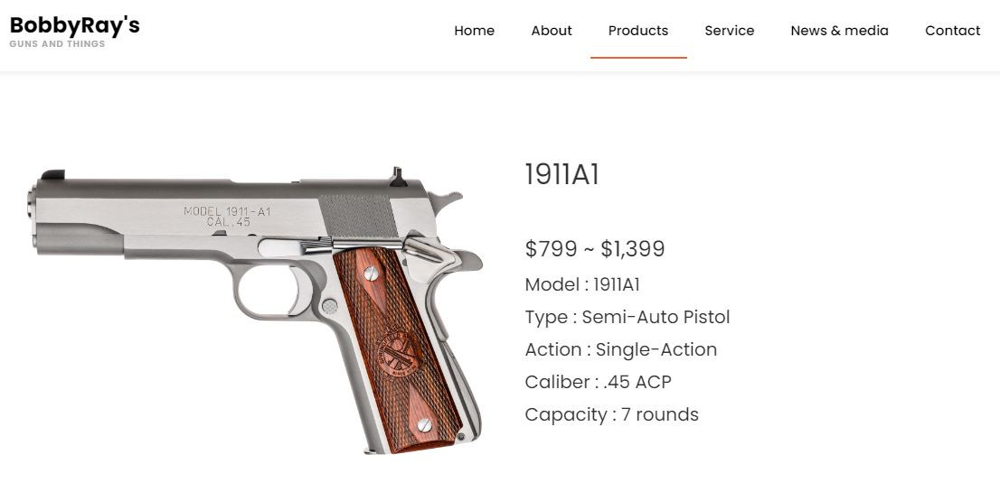 BobbyRay's
GUNS AND THINGS
Home About Products Service News & media Contact
MODEL 1911-A1
CAL.45
1911A1
$799 ~ $1,399
Model : 1911A1
Type : Semi-Auto Pistol
Action : Single-Action
Caliber : .45 ACP
Capacity : 7 rounds